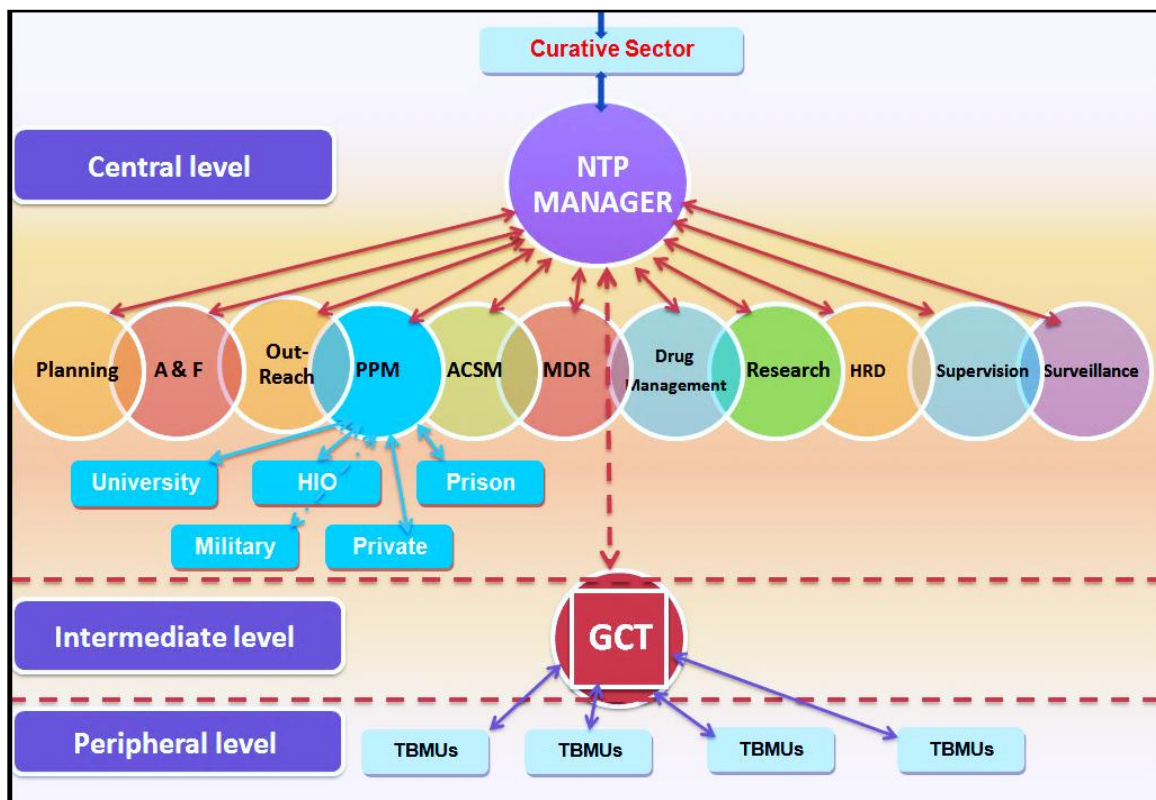 Curative Sector
Central level
NTP
MANAGER
Planning
A & F
Out-
Reach
PPM
ACSM
MDR
Drug
Management
Research
HRD
Supervision
Surveillance
University
HIO
Prison
Military
Private
Intermediate level
GCT
Peripheral level
TBMUs
TBMUs
TBMUs
TBMUs